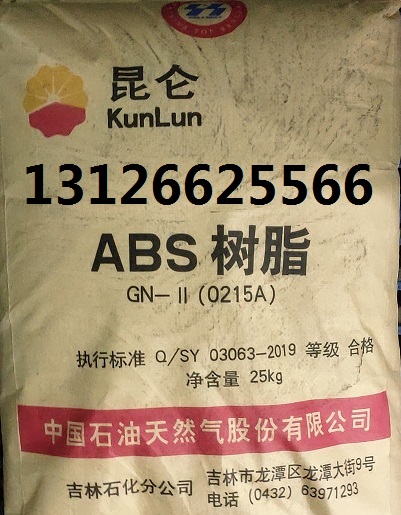 昆仑
KunLun
13126625566
ABS 树脂
GN-Ⅱ(0215A)
执行标准 Q/SY 03063-2019 等级 合格
净含量 25kg
中国石油天然气股份有限公司
吉林石化分公司
吉林市龙潭区龙潭大街9号
电话 (0432) 63971293